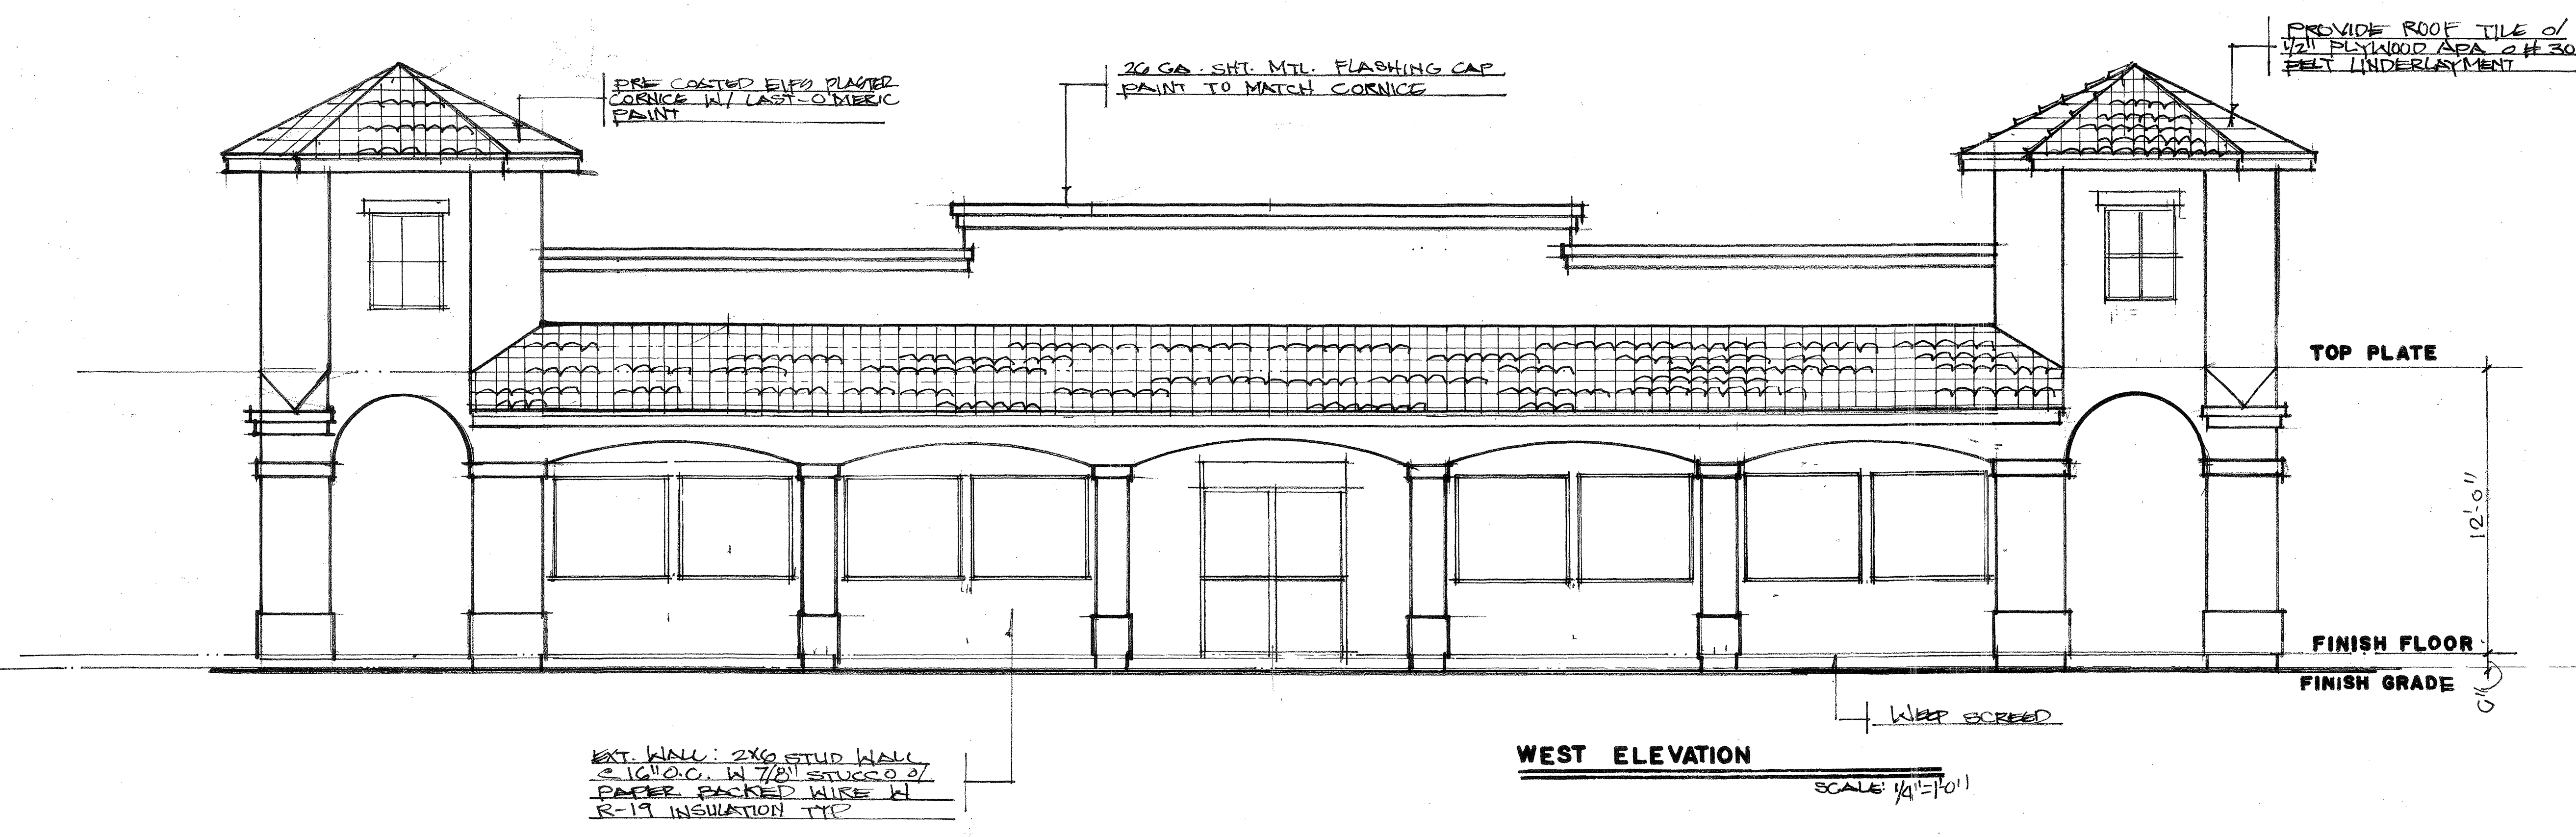 PRE COATED EIFS PLASTER
CORNICE W/ LAST-O'MERIC
PAINT
26 GA. SHT. MTL. FLASHING CAP
PAINT TO MATCH CORNICE
PROVIDE ROOF TILE O/
1/2" PLYWOOD APA O # 30
FELT UNDERLAYMENT
TOP PLATE
12'-0"
FINISH FLOOR
FINISH GRADE
WEEP SCREED
EXT. WALL: 2X6 STUD WALL
@ 16" O.C. W 7/8" STUCCO O/
PAPER BACKED WIRE W
R-19 INSULATION TYP
WEST ELEVATION
SCALE: 1/4"=1'-0"